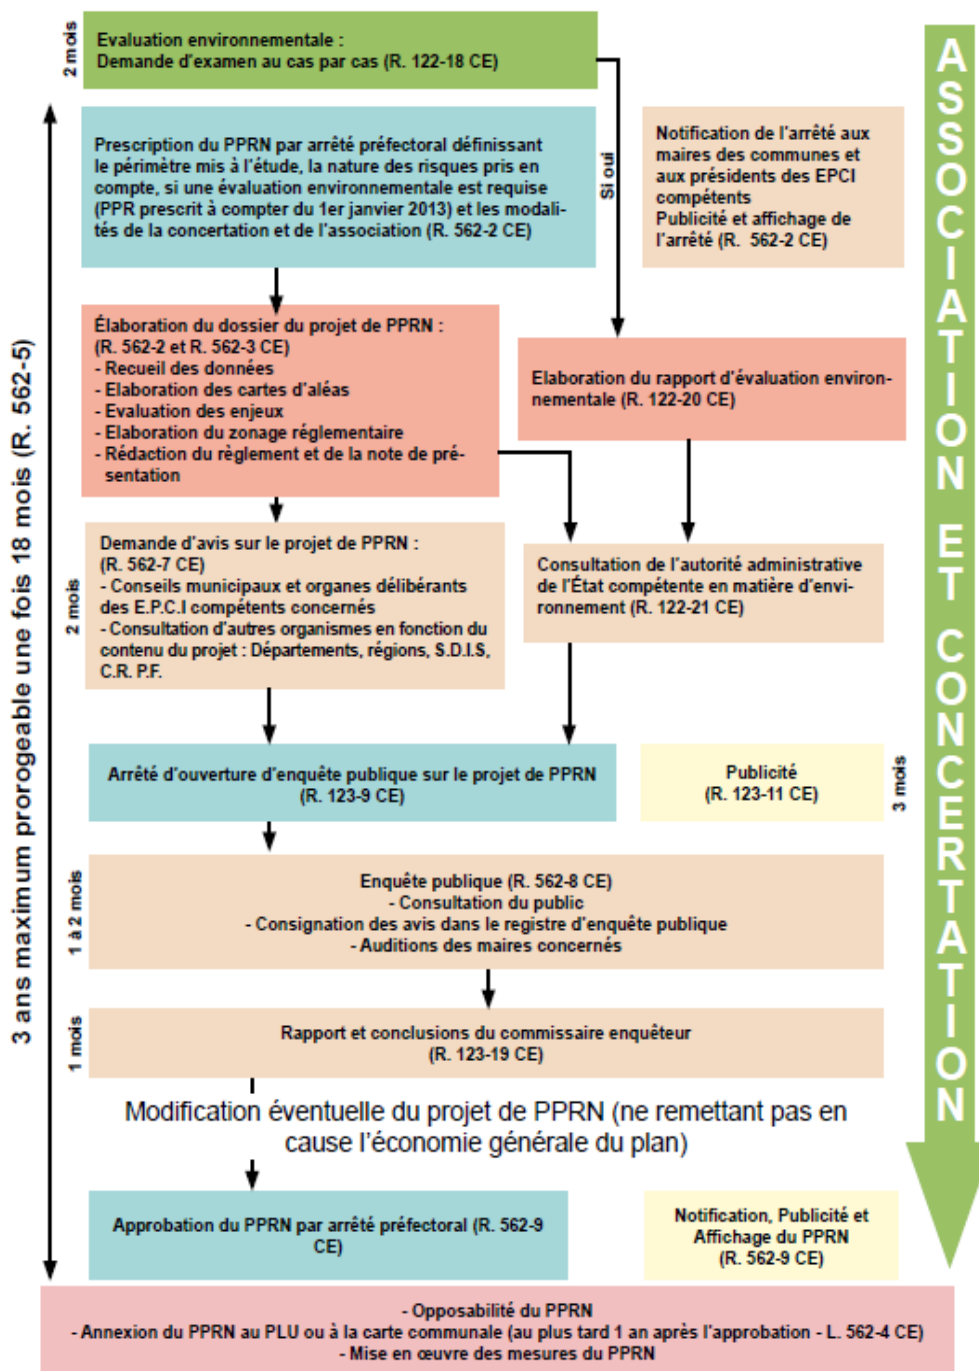 2 mois
Evaluation environnementale :
Demande d'examen au cas par cas (R. 122-18 CE)
3 ans maximum prorogeable une fois 18 mois (R. 562-5)
Prescription du PPRN par arrêté préfectoral définissant
le périmètre mis à l'étude, la nature des risques pris en
compte, si une évaluation environnementale est requise
(PPR prescrit à compter du 1er janvier 2013) et les modali-
tés de la concertation et de l'association (R. 562-2 CE)
Si oui
Notification de l'arrêté aux
maires des communes et
aux présidents des EPCI
compétents
Publicité et affichage de
l'arrêté (R. 562-2 CE)
Élaboration du dossier du projet de PPRN :
(R. 562-2 et R. 562-3 CE)
- Recueil des données
- Elaboration des cartes d'aléas
- Evaluation des enjeux
- Elaboration du zonage réglementaire
- Rédaction du règlement et de la note de pré-
sentation
Elaboration du rapport d'évaluation environ-
nementale (R. 122-20 CE)
2 mois
Demande d'avis sur le projet de PPRN :
(R. 562-7 CE)
- Conseils municipaux et organes délibérants
des E.P.C.I compétents concernés
- Consultation d'autres organismes en fonction du
contenu du projet : Départements, régions, S.D.I.S,
C.R. P.F.
Consultation de l'autorité administrative
de l'État compétente en matière d'envi-
ronnement (R. 122-21 CE)
Arrêté d'ouverture d'enquête publique sur le projet de PPRN
(R. 123-9 CE)
Publicité
(R. 123-11 CE)
3 mois
1 à 2 mois
Enquête publique (R. 562-8 CE)
- Consultation du public
- Consignation des avis dans le registre d'enquête publique
- Auditions des maires concernés
1 mois
Rapport et conclusions du commissaire enquêteur
(R. 123-19 CE)
Modification éventuelle du projet de PPRN (ne remettant pas en
cause l'économie générale du plan)
Approbation du PPRN par arrêté préfectoral (R. 562-9
CE)
Notification, Publicité et
Affichage du PPRN
(R. 562-9 CE)
- Opposabilité du PPRN
- Annexion du PPRN au PLU ou à la carte communale (au plus tard 1 an après l'approbation - L. 562-4 CE)
- Mise en œuvre des mesures du PPRN
ASSOCIATION ET CONCERTATION